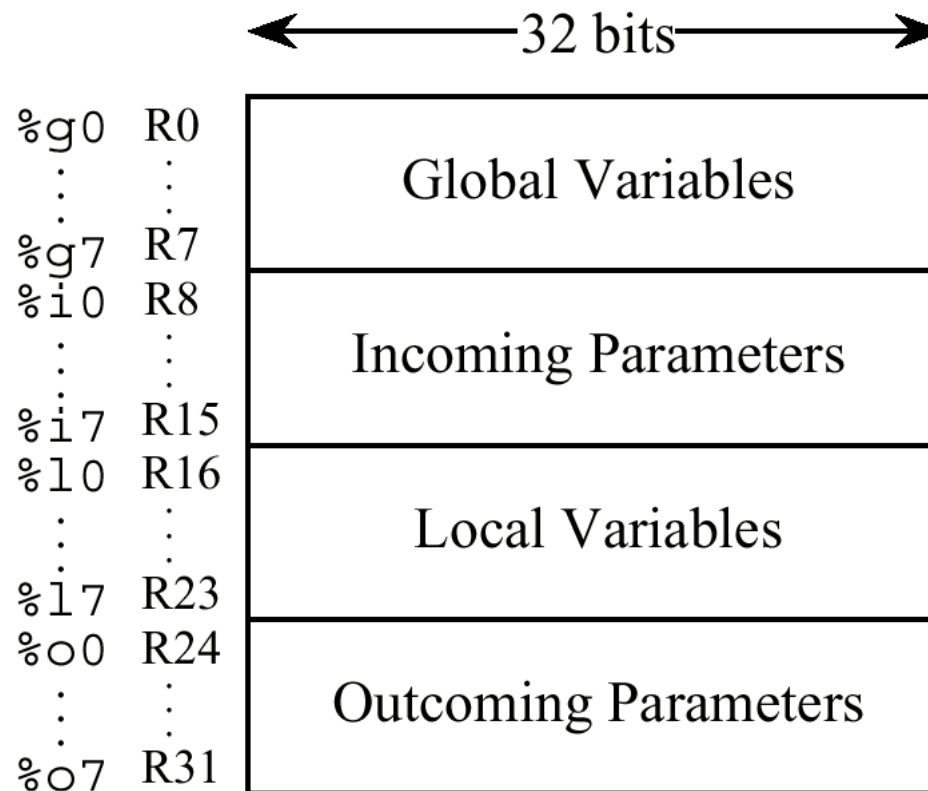 32 bits
%g0 R0
Global Variables
%g7 R7
%i0 R8
Incoming Parameters
%i7 R15
%l0 R16
Local Variables
%l7 R23
%o0 R24
Outcoming Parameters
%o7 R31